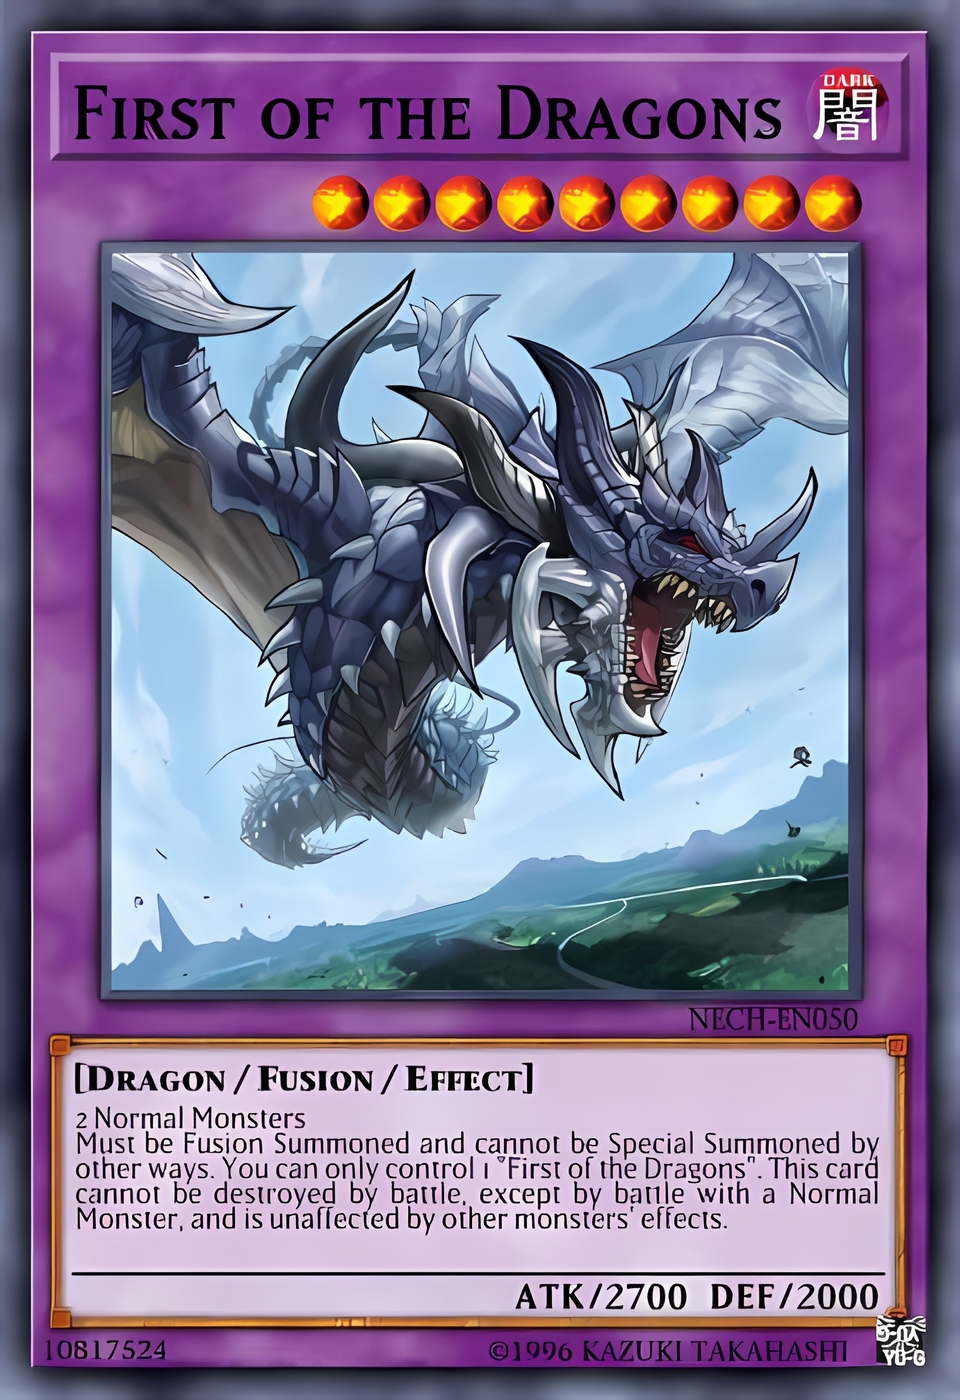 First of the Dragons
DARK
闇
NECH-EN050
[Dragon / Fusion / Effect]
2 Normal Monsters
Must be Fusion Summoned and cannot be Special Summoned by
other ways. You can only control 1 "First of the Dragons". This card
cannot be destroyed by battle, except by battle with a Normal
Monster, and is unaffected by other monsters' effects.
ATK/2700 DEF/2000
10817524
©1996 KAZUKI TAKAHASHI